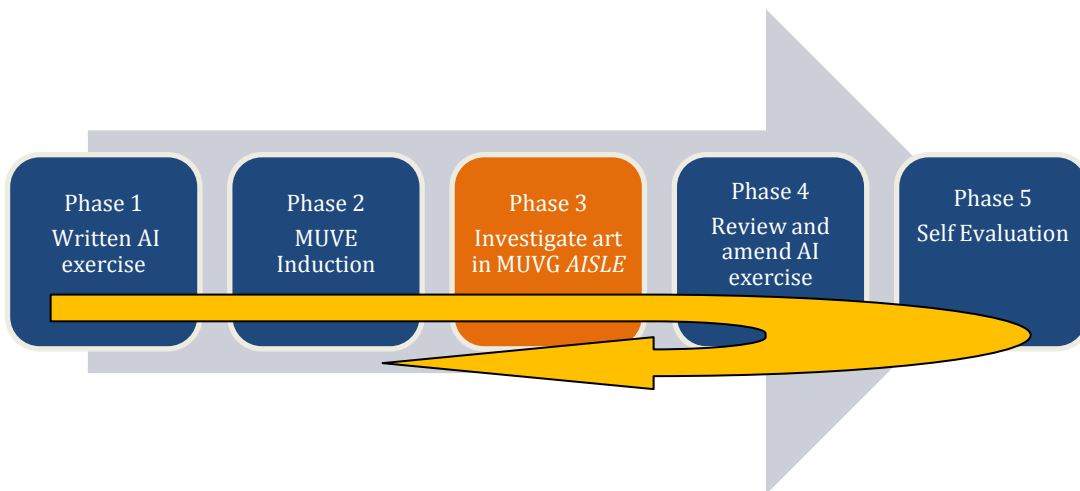 Phase 1
Written AI
exercise
Phase 2
MUVE
Induction
Phase 3
Investigate art
in MUVG AISLE
Phase 4
Review and
amend AI
exercise
Phase 5
Self Evaluation